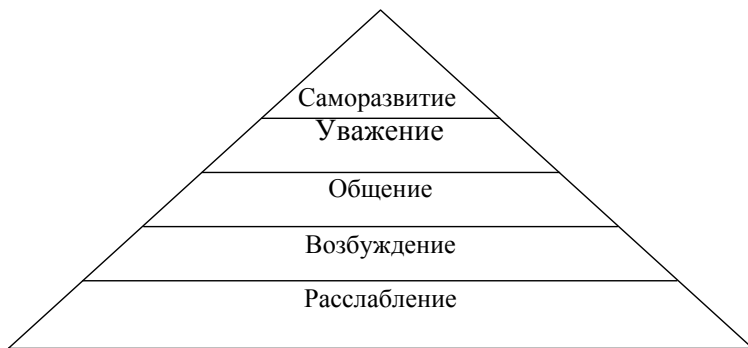 Саморазвитие
Уважение
Общение
Возбуждение
Расслабление